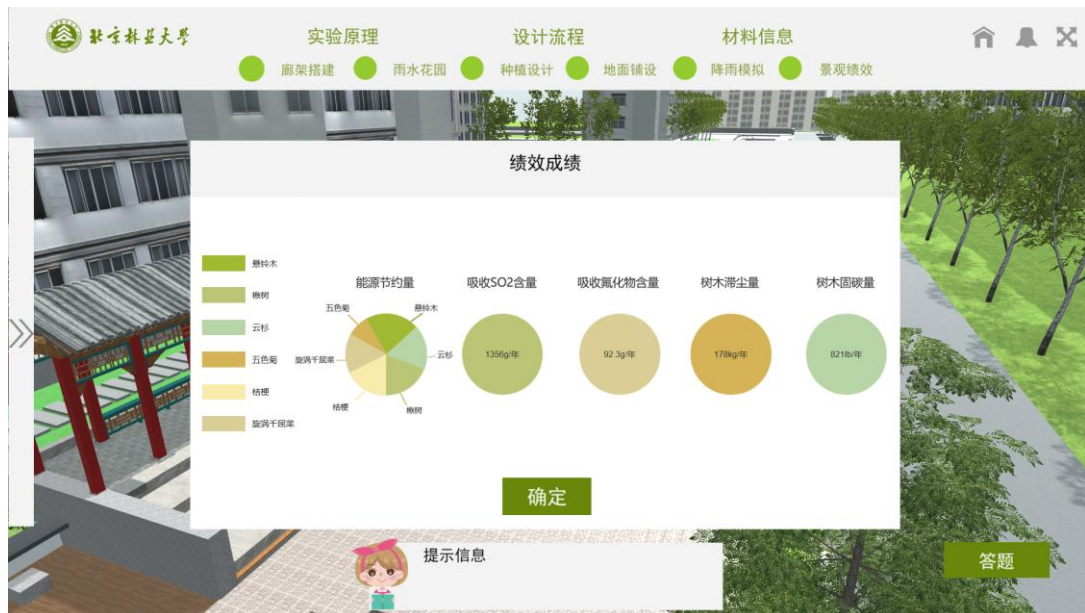 北京林业大学
实验原理 设计流程 材料信息
廊架搭建 雨水花园 种植设计 地面铺设 降雨模拟 景观绩效
绩效成绩
悬铃木
楸树
云杉
五色菊
桔梗
旋涡千屈菜
能源节约量
五色菊
悬铃木
旋涡千屈菜
云杉
桔梗
楸树
吸收SO2含量
1356g/年
吸收氟化物含量
92.3g/年
树木滞尘量
178kg/年
树木固碳量
821lb/年
确定
提示信息
答题